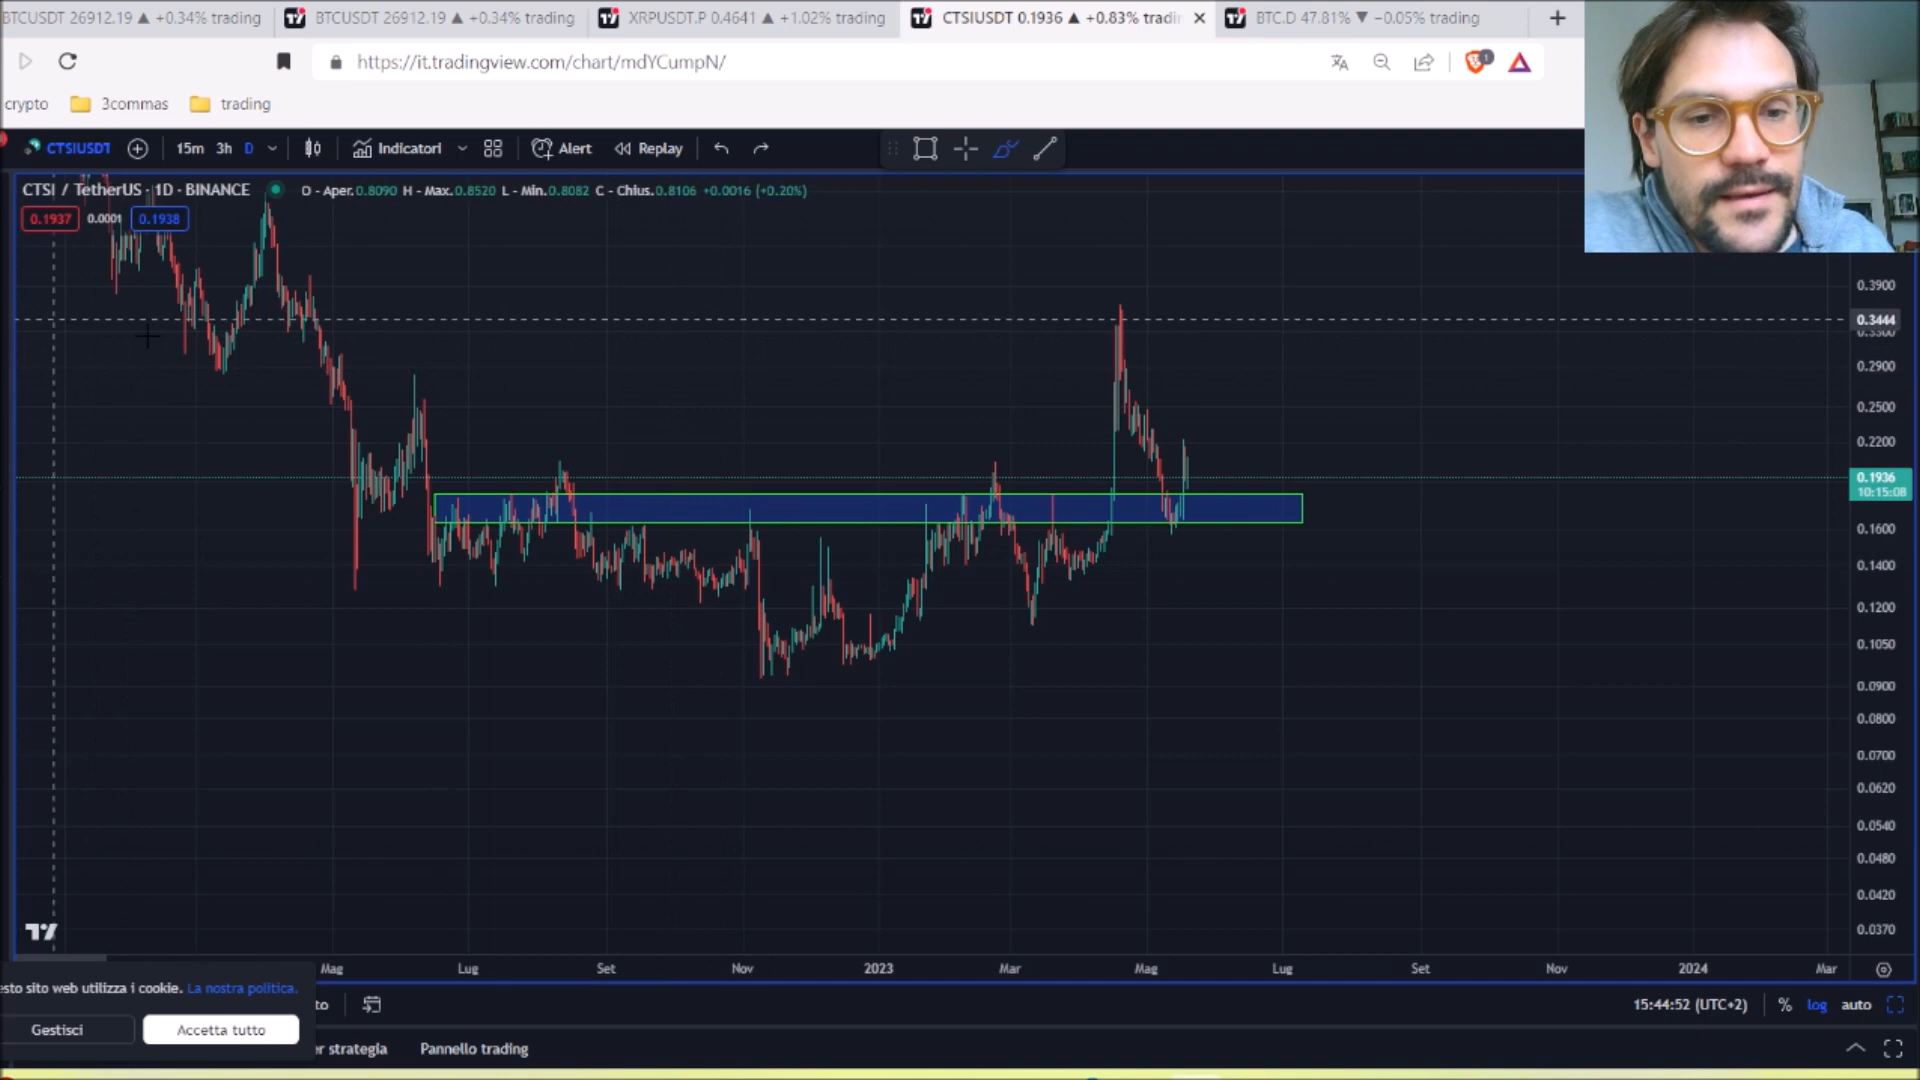 BTCUSDT 26912.19 ▲ +0.34% trading
BTCUSDT 26912.19 ▲ +0.34% trading
XRPUSDT.P 0.4641 ▲ +1.02% trading
CTSIUSDT 0.1936 ▲ +0.83% tradin
BTC.D 47.81% ▼ −0.05% trading
https://it.tradingview.com/chart/mdYCumpN/
1
crypto
3commas
trading
CTSIUSDT
15m 3h D
Indicatori
Alert
Replay
CTSI / TetherUS · 1D · BINANCE
O - Aper.0.8090 H - Max.0.8520 L - Min.0.8082 C - Chius.0.8106 +0.0016 (+0.20%)
0.1937 0.0001 0.1938
0.3900
0.3444
0.3300
0.2900
0.2500
0.2200
0.1936
10:15:08
0.1600
0.1400
0.1200
0.1050
0.0900
0.0800
0.0700
0.0620
0.0540
0.0480
0.0420
0.0370
Mag Lug Set Nov 2023 Mar Mag Lug Set Nov 2024 Mar
esto sito web utilizza i cookie. La nostra politica.
to
15:44:52 (UTC+2) % log auto
Gestisci
Accetta tutto
er strategia
Pannello trading